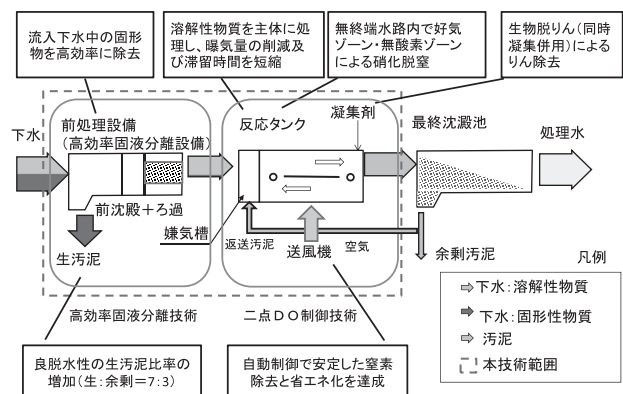 流入下水中の固形
物を高効率に除去
溶解性物質を主体に処
理し、曝気量の削減及
び滞留時間を短縮
無終端水路内で好気
ゾーン・無酸素ゾーン
による硝化脱窒
生物脱りん(同時
凝集併用)による
りん除去
下水
前処理設備
(高効率固液分離設備)
反応タンク
凝集剤
最終沈澱池
処理水
前沈殿＋ろ過
嫌気槽
生汚泥
返送汚泥
送風機
空気
余剰汚泥
高効率固液分離技術
二点ＤＯ制御技術
良脱水性の生汚泥比率の
増加(生:余剰＝7:3)
自動制御で安定した窒素
除去と省エネ化を達成
凡例
下水:溶解性物質
下水:固形性物質
汚泥
本技術範囲